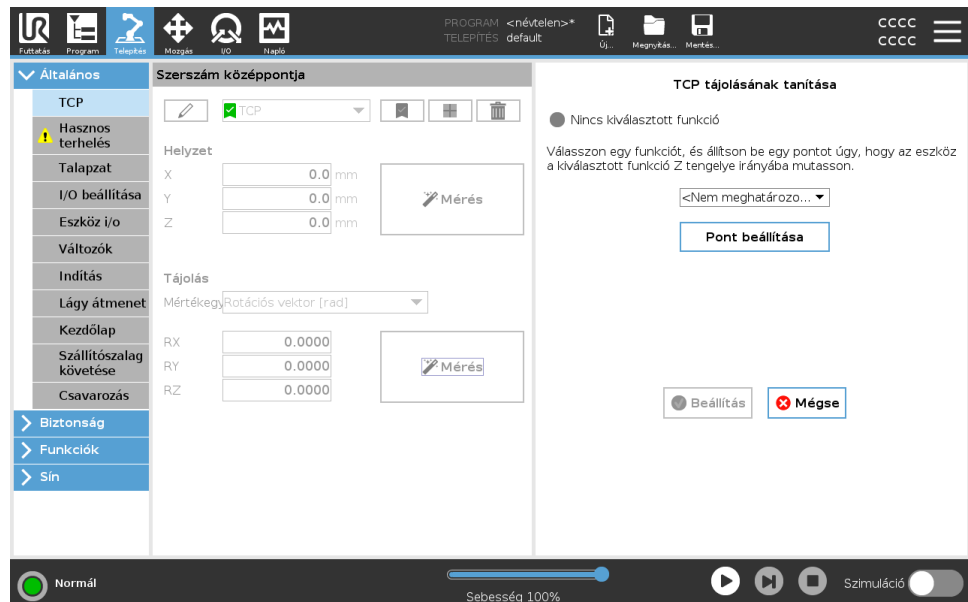 Futtatás
Program
Telepítés
Mozgás
I/O
Napló
PROGRAM <névtelen>*
TELEPÍTÉS default
Új...
Megnyitás...
Mentés...
cccc
cccc
Általános
TCP
Hasznos
terhelés
Talapzat
I/O beállítása
Eszköz i/o
Változók
Indítás
Lágy átmenet
Kezdőlap
Szállítószalag
követése
Csavarozás
Biztonság
Funkciók
Sín
Szerszám középpontja
TCP
Helyzet
X 0.0 mm
Y 0.0 mm
Z 0.0 mm
Mérés
Tájolás
Mértékegy Rotációs vektor [rad]
RX 0.0000
RY 0.0000
RZ 0.0000
Mérés
TCP tájolásának tanítása
Nincs kiválasztott funkció
Válasszon egy funkciót, és állítson be egy pontot úgy, hogy az eszköz
a kiválasztott funkció Z tengelye irányába mutasson.
<Nem meghatározo...
Pont beállítása
Beállítás
Mégse
Normál
Sebesség 100%
Szimuláció